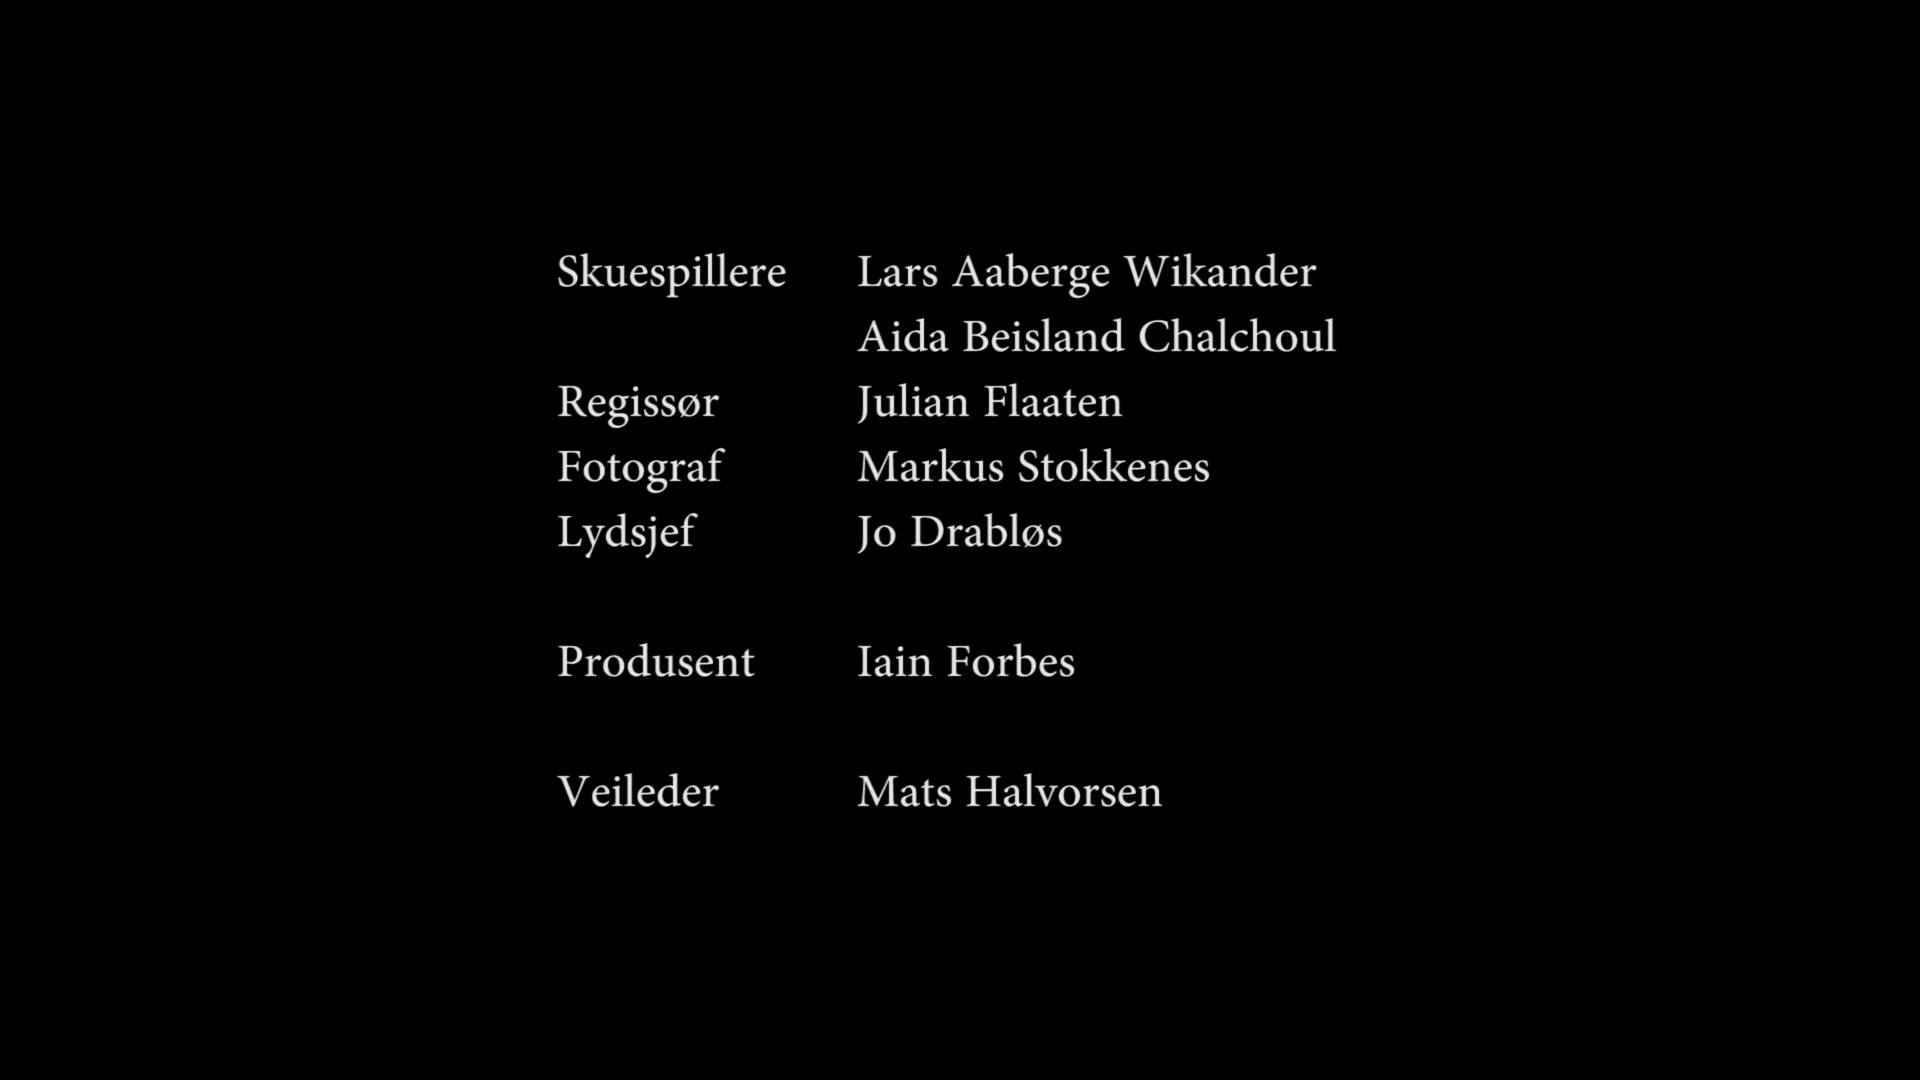 Skuespillere Lars Aaberge Wikander
Aida Beisland Chalchoul
Regissør Julian Flaaten
Fotograf Markus Stokkenes
Lydsjef Jo Drabløs
Produsent Iain Forbes
Veileder Mats Halvorsen